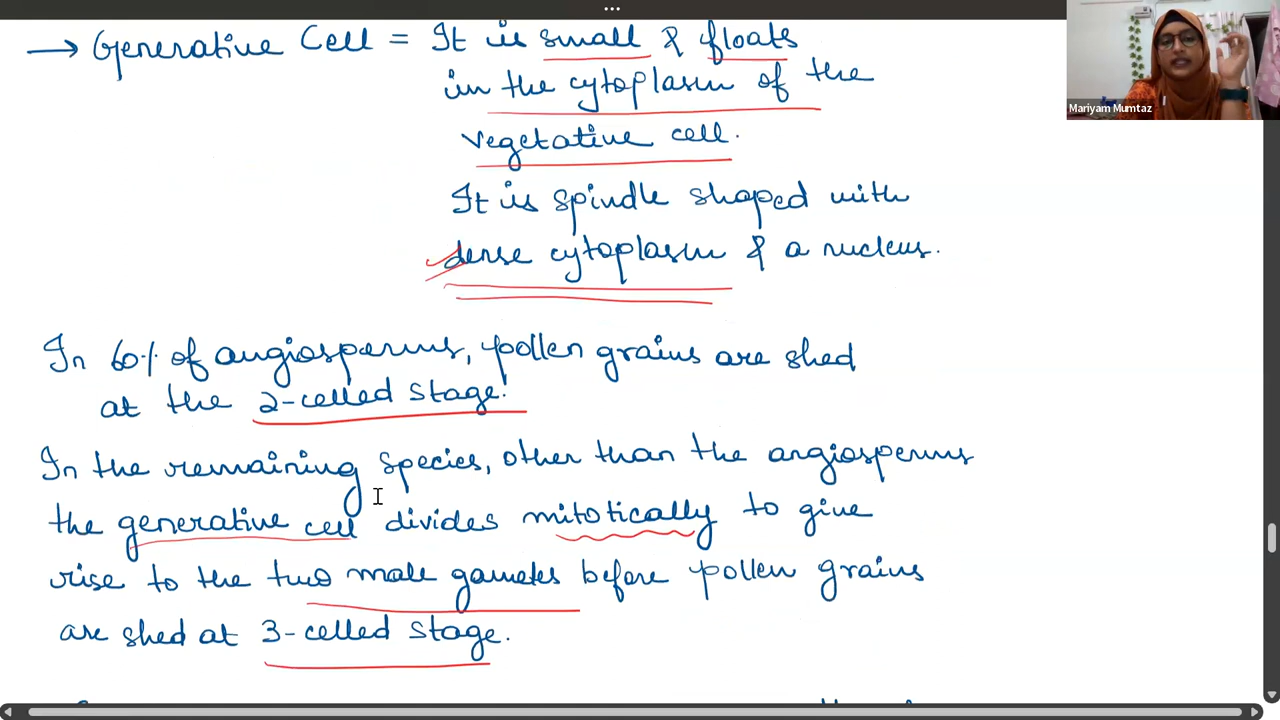 → Generative Cell = It is small & floats
in the cytoplasm of the
vegetative cell.
It is spindle shaped with
dense cytoplasm & a nucleus.
In 60% of angiosperms, pollen grains are shed
at the 2-celled stage.
In the remaining species, other than the angiosperms
the generative cell divides mitotically to give
rise to the two male gametes before pollen grains
are shed at 3-celled stage.
Mariyam Mumtaz